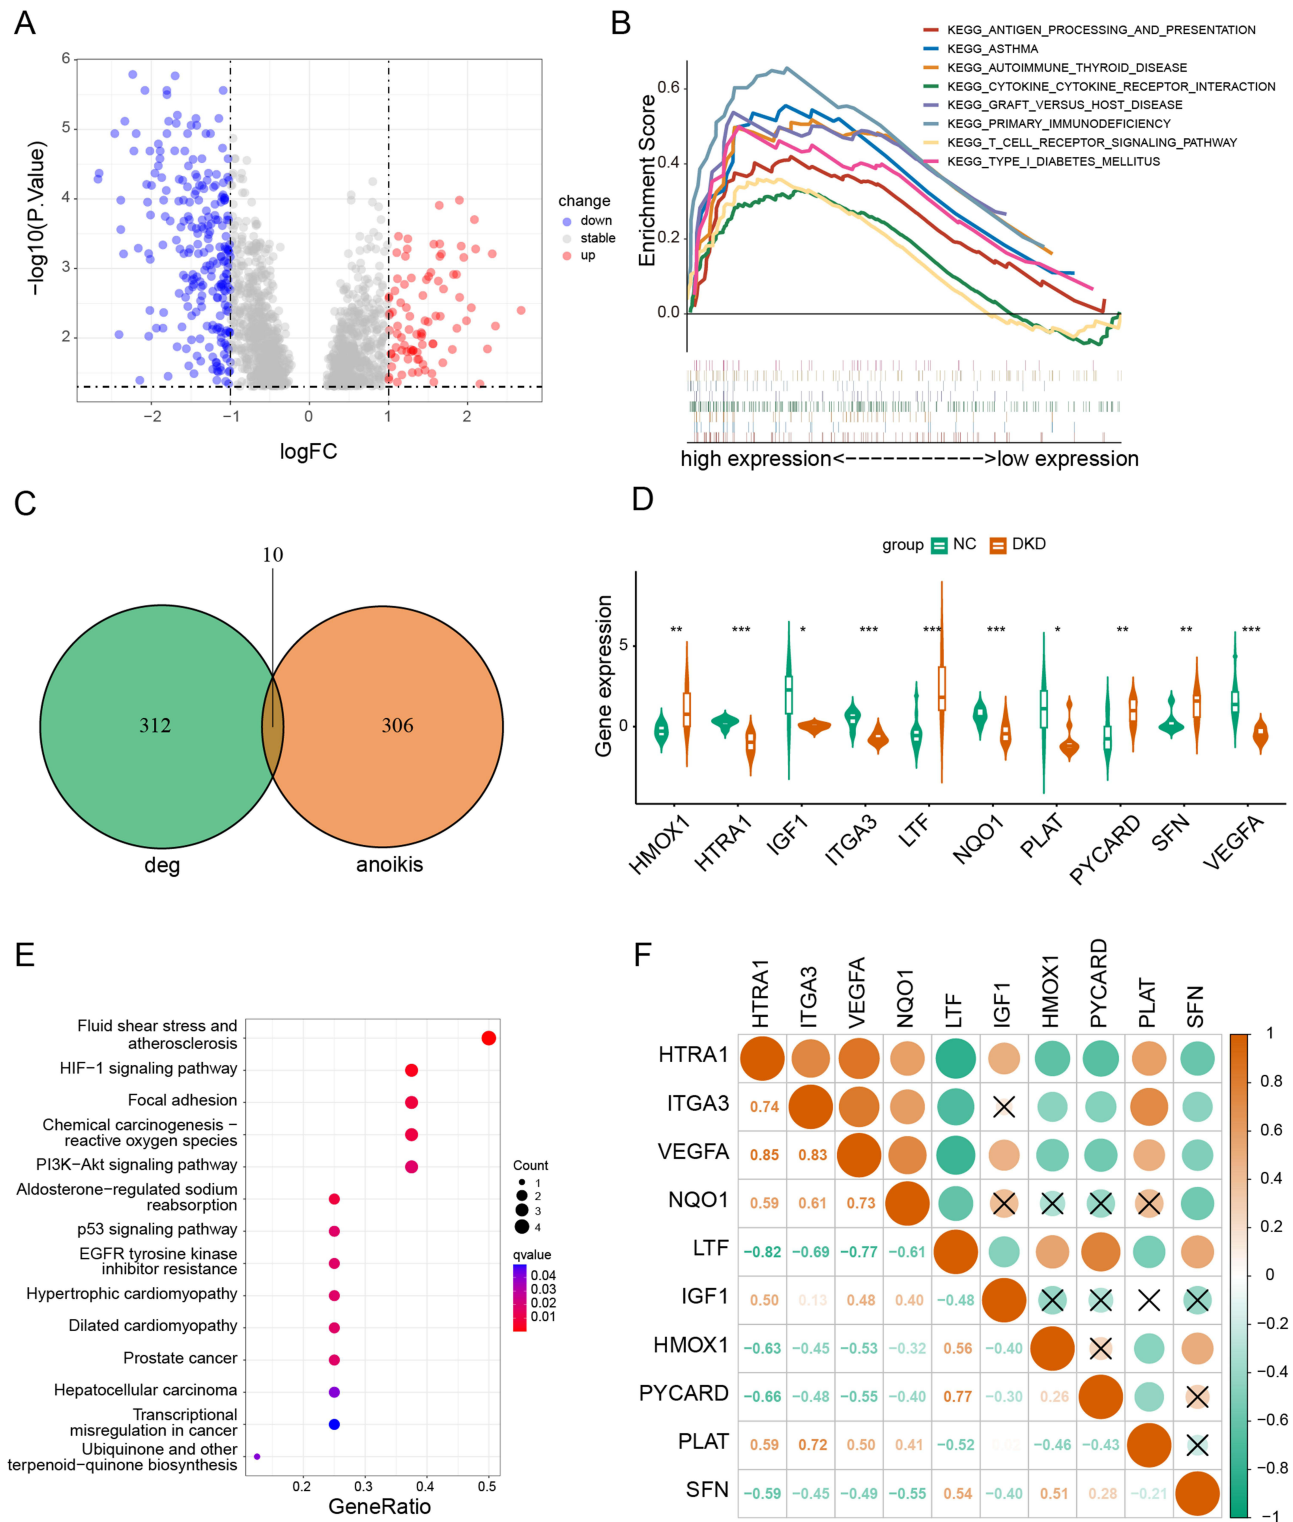 A
6
5
4
3
2
−log10(P.Value)
−2
−1
0
1
2
logFC
change
down
stable
up
B
KEGG_ANTIGEN_PROCESSING_AND_PRESENTATION
KEGG_ASTHMA
KEGG_AUTOIMMUNE_THYROID_DISEASE
KEGG_CYTOKINE_CYTOKINE_RECEPTOR_INTERACTION
KEGG_GRAFT_VERSUS_HOST_DISEASE
KEGG_PRIMARY_IMMUNODEFICIENCY
KEGG_T_CELL_RECEPTOR_SIGNALING_PATHWAY
KEGG_TYPE_I_DIABETES_MELLITUS
Enrichment Score
0.6
0.4
0.2
0.0
high expression<----------->low expression
C
10
312
306
deg
anoikis
D
group NC DKD
Gene expression
5
0
** *** * *** *** *** * ** ** ***
HMOX1
HTRA1
IGF1
ITGA3
LTF
NQO1
PLAT
PYCARD
SFN
VEGFA
E
Fluid shear stress and
atherosclerosis
HIF−1 signaling pathway
Focal adhesion
Chemical carcinogenesis −
reactive oxygen species
PI3K−Akt signaling pathway
Aldosterone−regulated sodium
reabsorption
p53 signaling pathway
EGFR tyrosine kinase
inhibitor resistance
Hypertrophic cardiomyopathy
Dilated cardiomyopathy
Prostate cancer
Hepatocellular carcinoma
Transcriptional
misregulation in cancer
Ubiquinone and other
terpenoid−quinone biosynthesis
0.2
0.3
0.4
0.5
GeneRatio
Count
1
2
3
4
qvalue
0.04
0.03
0.02
0.01
F
HTRA1
ITGA3
VEGFA
NQO1
LTF
IGF1
HMOX1
PYCARD
PLAT
SFN
HTRA1
ITGA3 0.74
VEGFA 0.85 0.83
NQO1 0.59 0.61 0.73
LTF −0.82 −0.69 −0.77 −0.61
IGF1 0.50 0.13 0.48 0.40 −0.48
HMOX1 −0.63 −0.45 −0.53 −0.32 0.56 −0.40
PYCARD −0.66 −0.48 −0.55 −0.40 0.77 −0.30 0.26
PLAT 0.59 0.72 0.50 0.41 −0.52 −0.46 −0.43
SFN −0.59 −0.45 −0.49 −0.55 0.54 −0.40 0.51 0.28 −0.21
1
0.8
0.6
0.4
0.2
0
−0.2
−0.4
−0.6
−0.8
−1